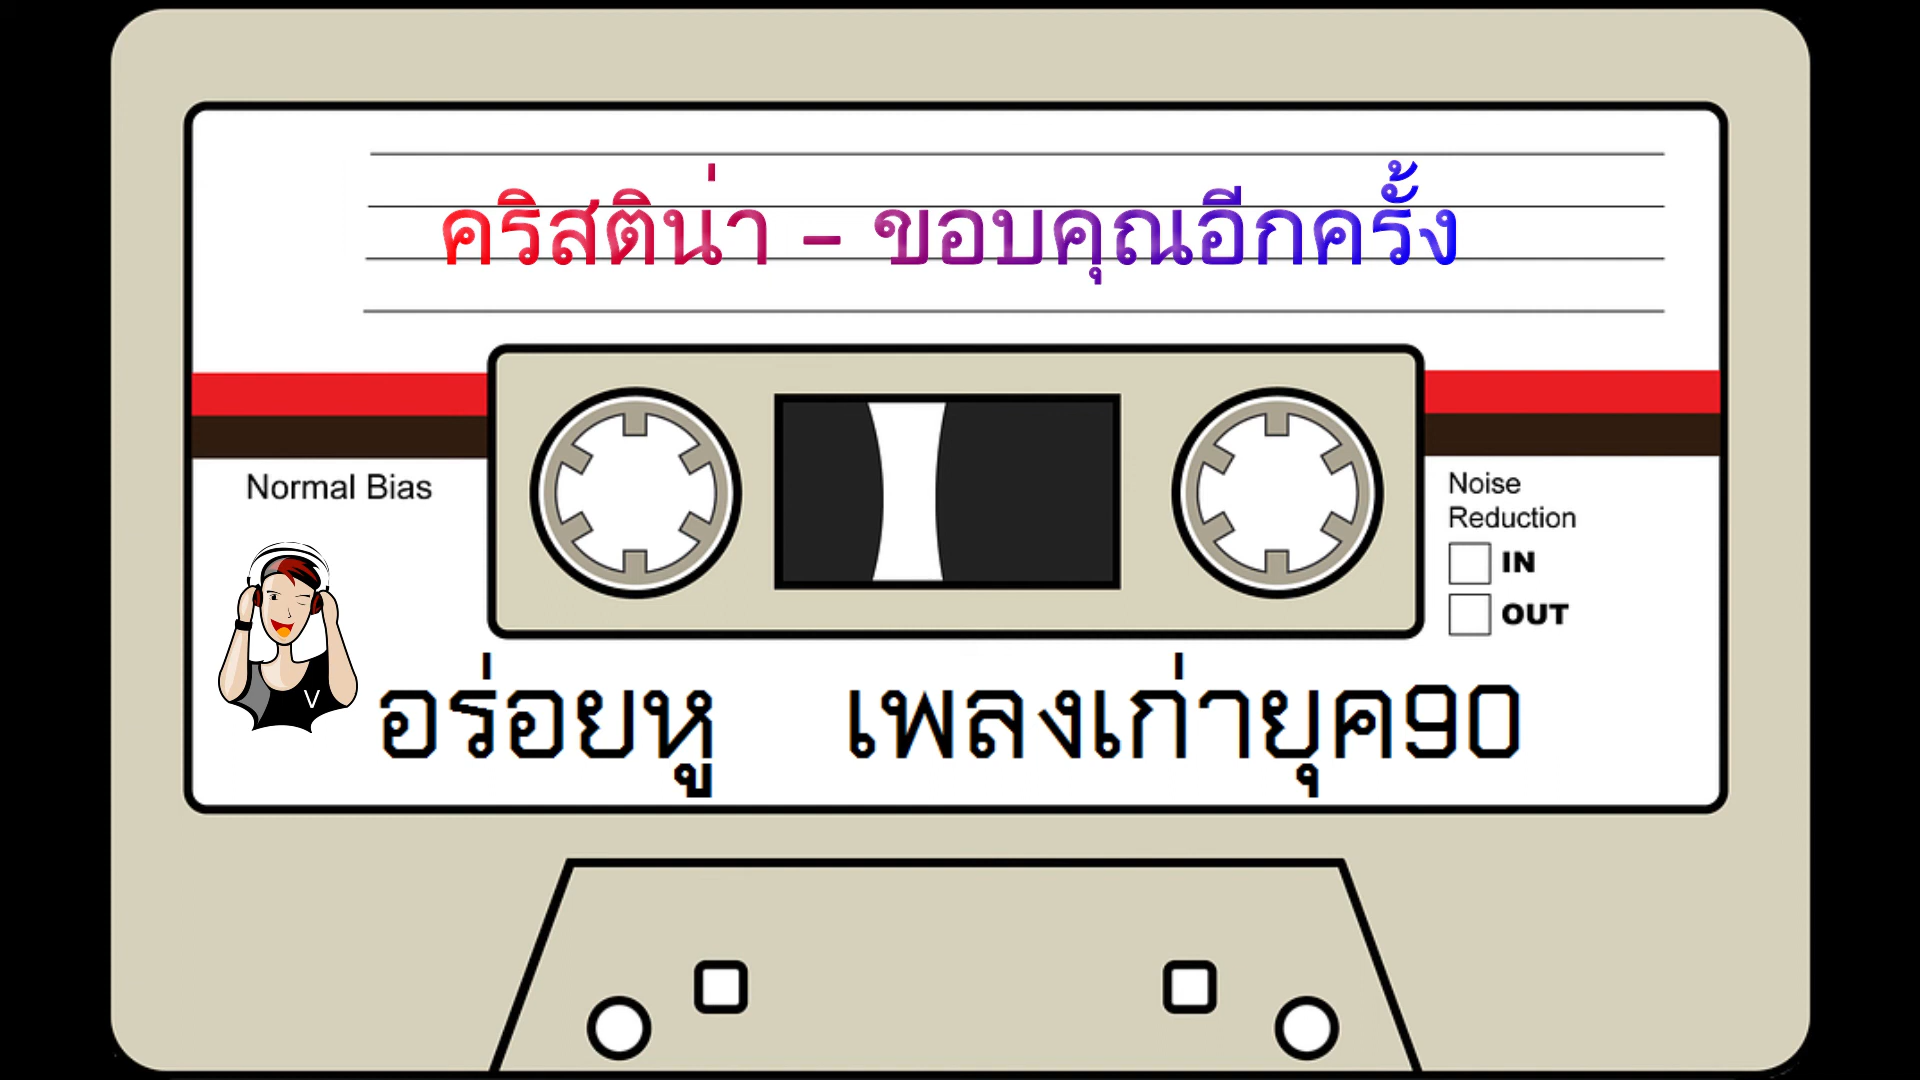 คริสติน่า – ขอบคุณอีกครั้ง
Normal Bias
Noise
Reduction
IN
OUT
V
อร่อยหู เพลงเก่ายุค90